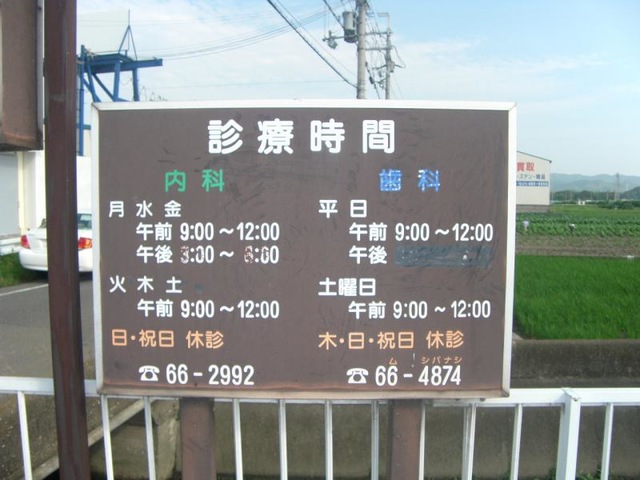 診療時間
内科
月 水 金
午前 9:00～12:00
午後
火 木 土
午前 9:00～12:00
日・祝日 休診
☎66-2992
歯科
平日
午前 9:00～12:00
午後
土曜日
午前 9:00～12:00
木・日・祝日 休診
ム シバナシ
☎66-4874
買取